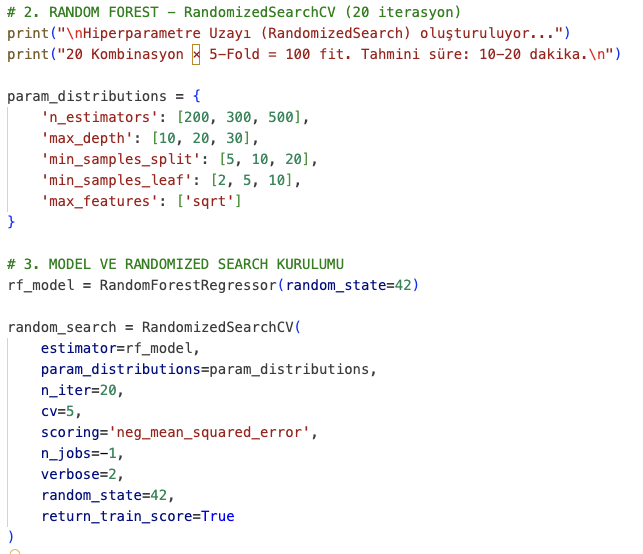 # 2. RANDOM FOREST – RandomizedSearchCV (20 iterasyon)
print("\nHiperparametre Uzayı (RandomizedSearch) oluşturuluyor...")
print("20 Kombinasyon × 5-Fold = 100 fit. Tahmini süre: 10-20 dakika.\n")

param_distributions = {
    'n_estimators': [200, 300, 500],
    'max_depth': [10, 20, 30],
    'min_samples_split': [5, 10, 20],
    'min_samples_leaf': [2, 5, 10],
    'max_features': ['sqrt']
}

# 3. MODEL VE RANDOMIZED SEARCH KURULUMU
rf_model = RandomForestRegressor(random_state=42)

random_search = RandomizedSearchCV(
    estimator=rf_model,
    param_distributions=param_distributions,
    n_iter=20,
    cv=5,
    scoring='neg_mean_squared_error',
    n_jobs=-1,
    verbose=2,
    random_state=42,
    return_train_score=True
)